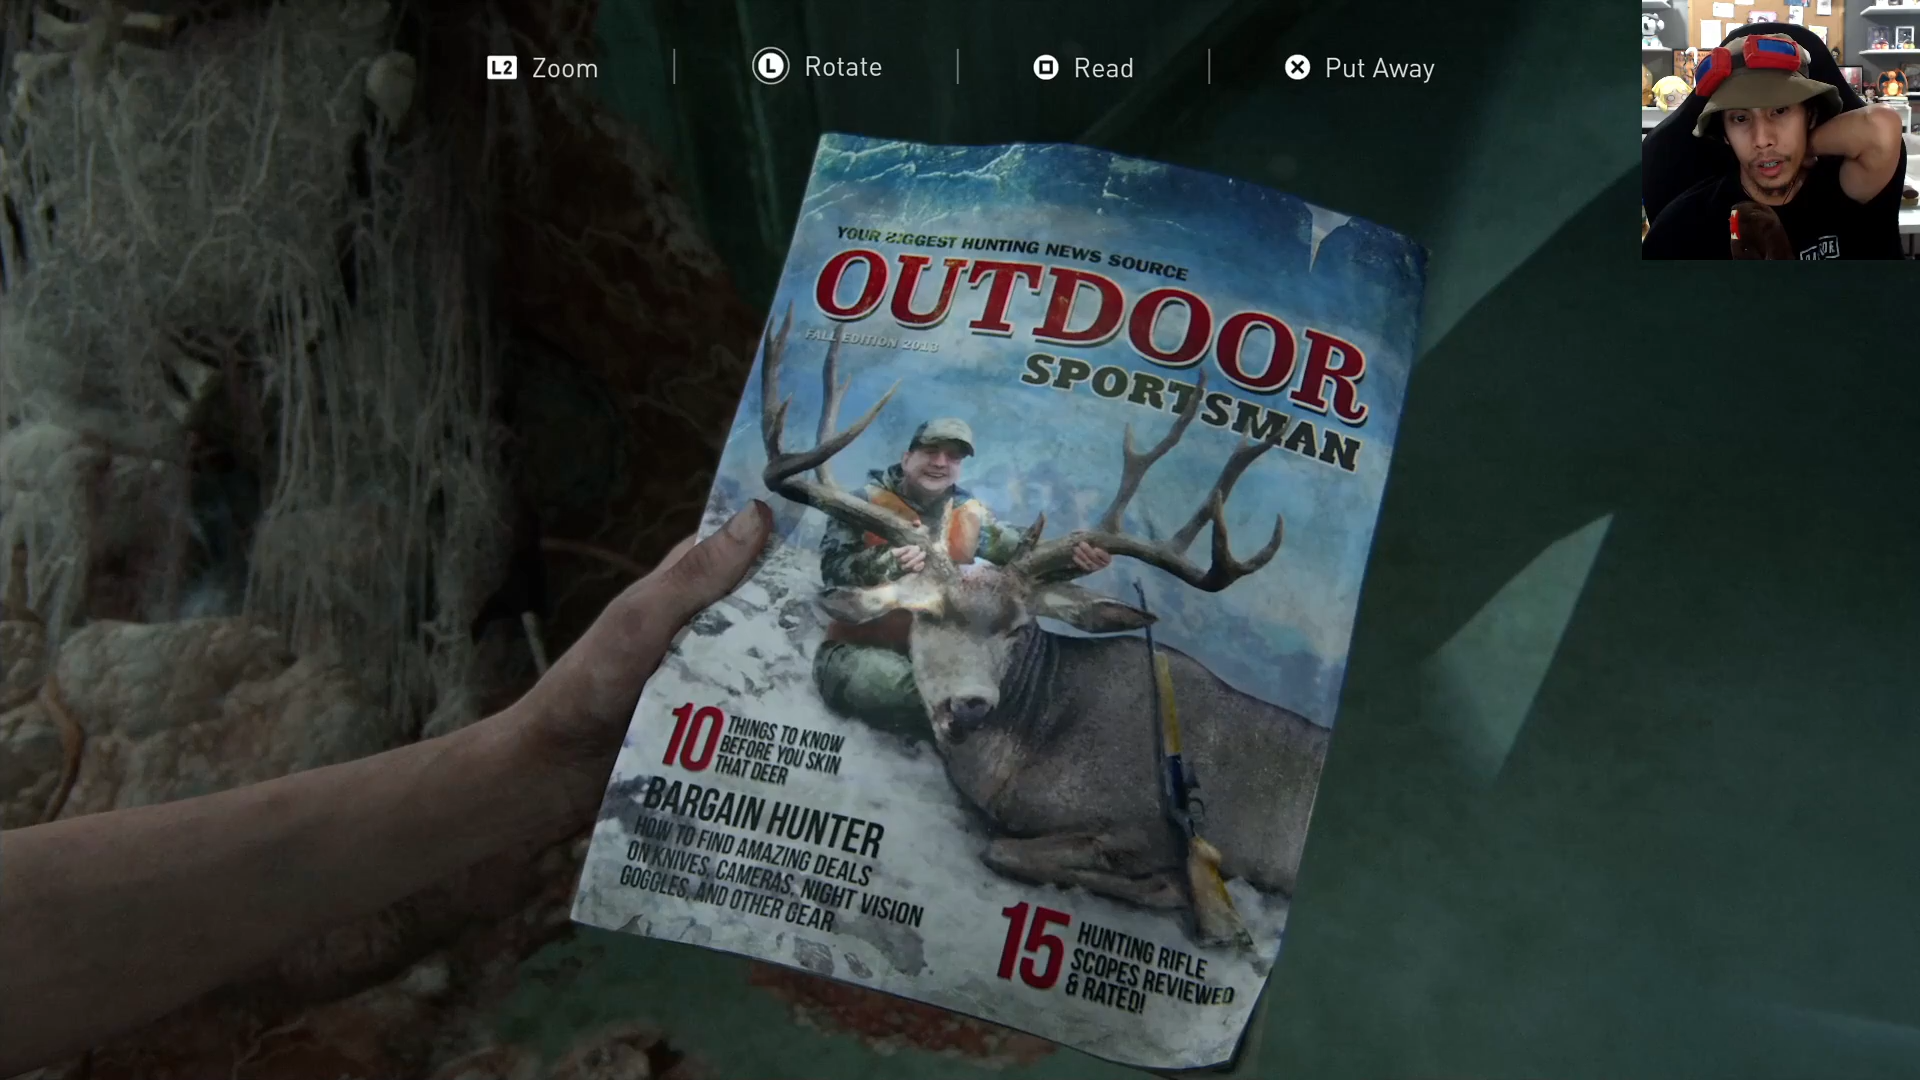 L2 Zoom
L Rotate
Read
Put Away
YOUR BIGGEST HUNTING NEWS SOURCE
OUTDOOR
FALL EDITION 2013
SPORTSMAN
10 THINGS TO KNOW
BEFORE YOU SKIN
THAT DEER
BARGAIN HUNTER
HOW TO FIND AMAZING DEALS
ON KNIVES, CAMERAS, NIGHT VISION
GOGGLES, AND OTHER GEAR
15 HUNTING RIFLE
SCOPES REVIEWED
& RATED!